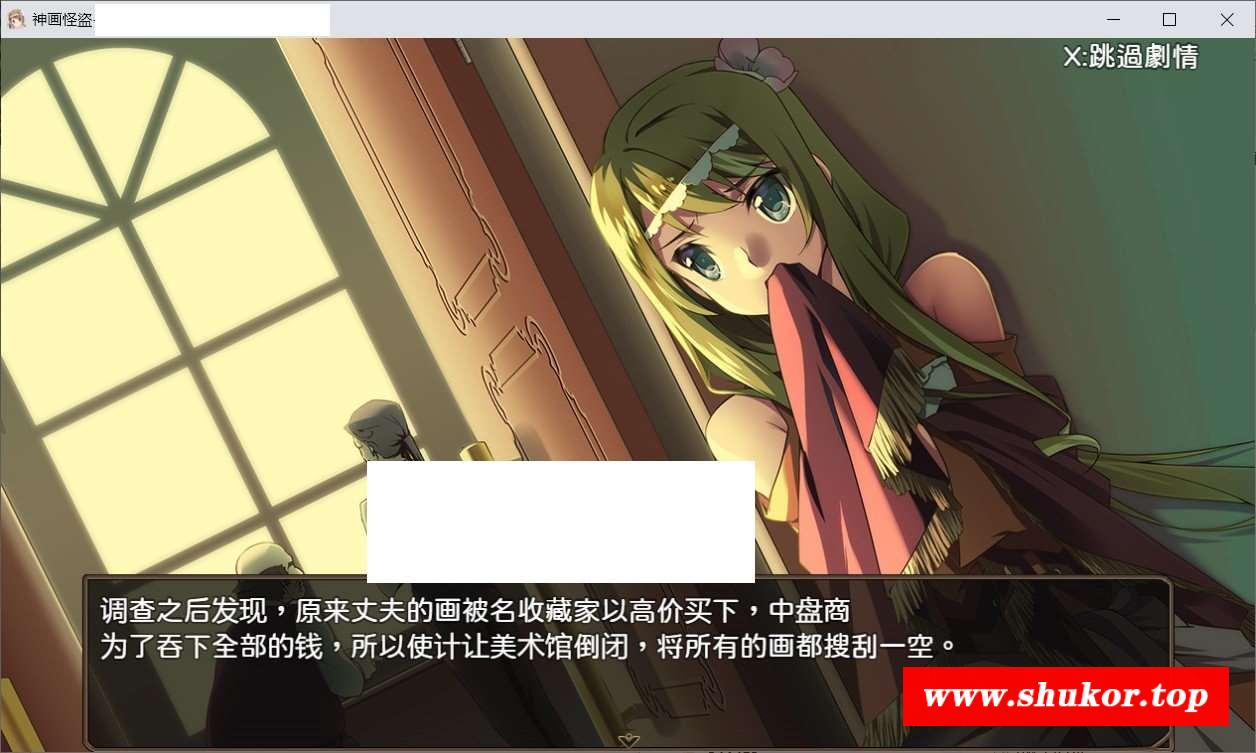 神画怪盗
X:跳過劇情
调查之后发现，原来丈夫的画被名收藏家以高价买下，中盘商
为了吞下全部的钱，所以使计让美术馆倒闭，将所有的画都搜刮一空。
www.shukor.top